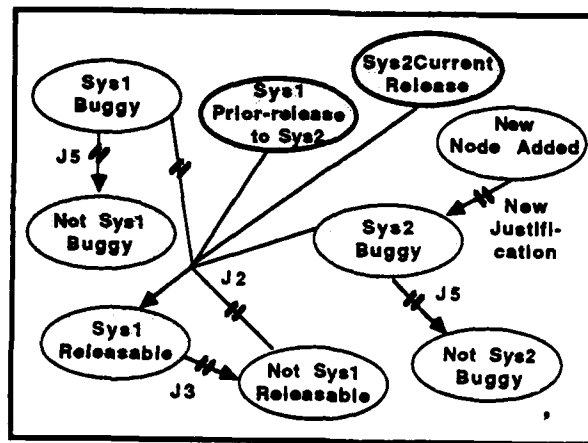 Sys2Current
Release
Sys1
Buggy
Sys1
Prior-release
to Sys2
New
Node Added
J5
Not Sys1
Buggy
Sys2
Buggy
New
Justifi-
cation
J2
J5
Sys1
Releasable
Not Sys1
Releasable
Not Sys2
Buggy
J3